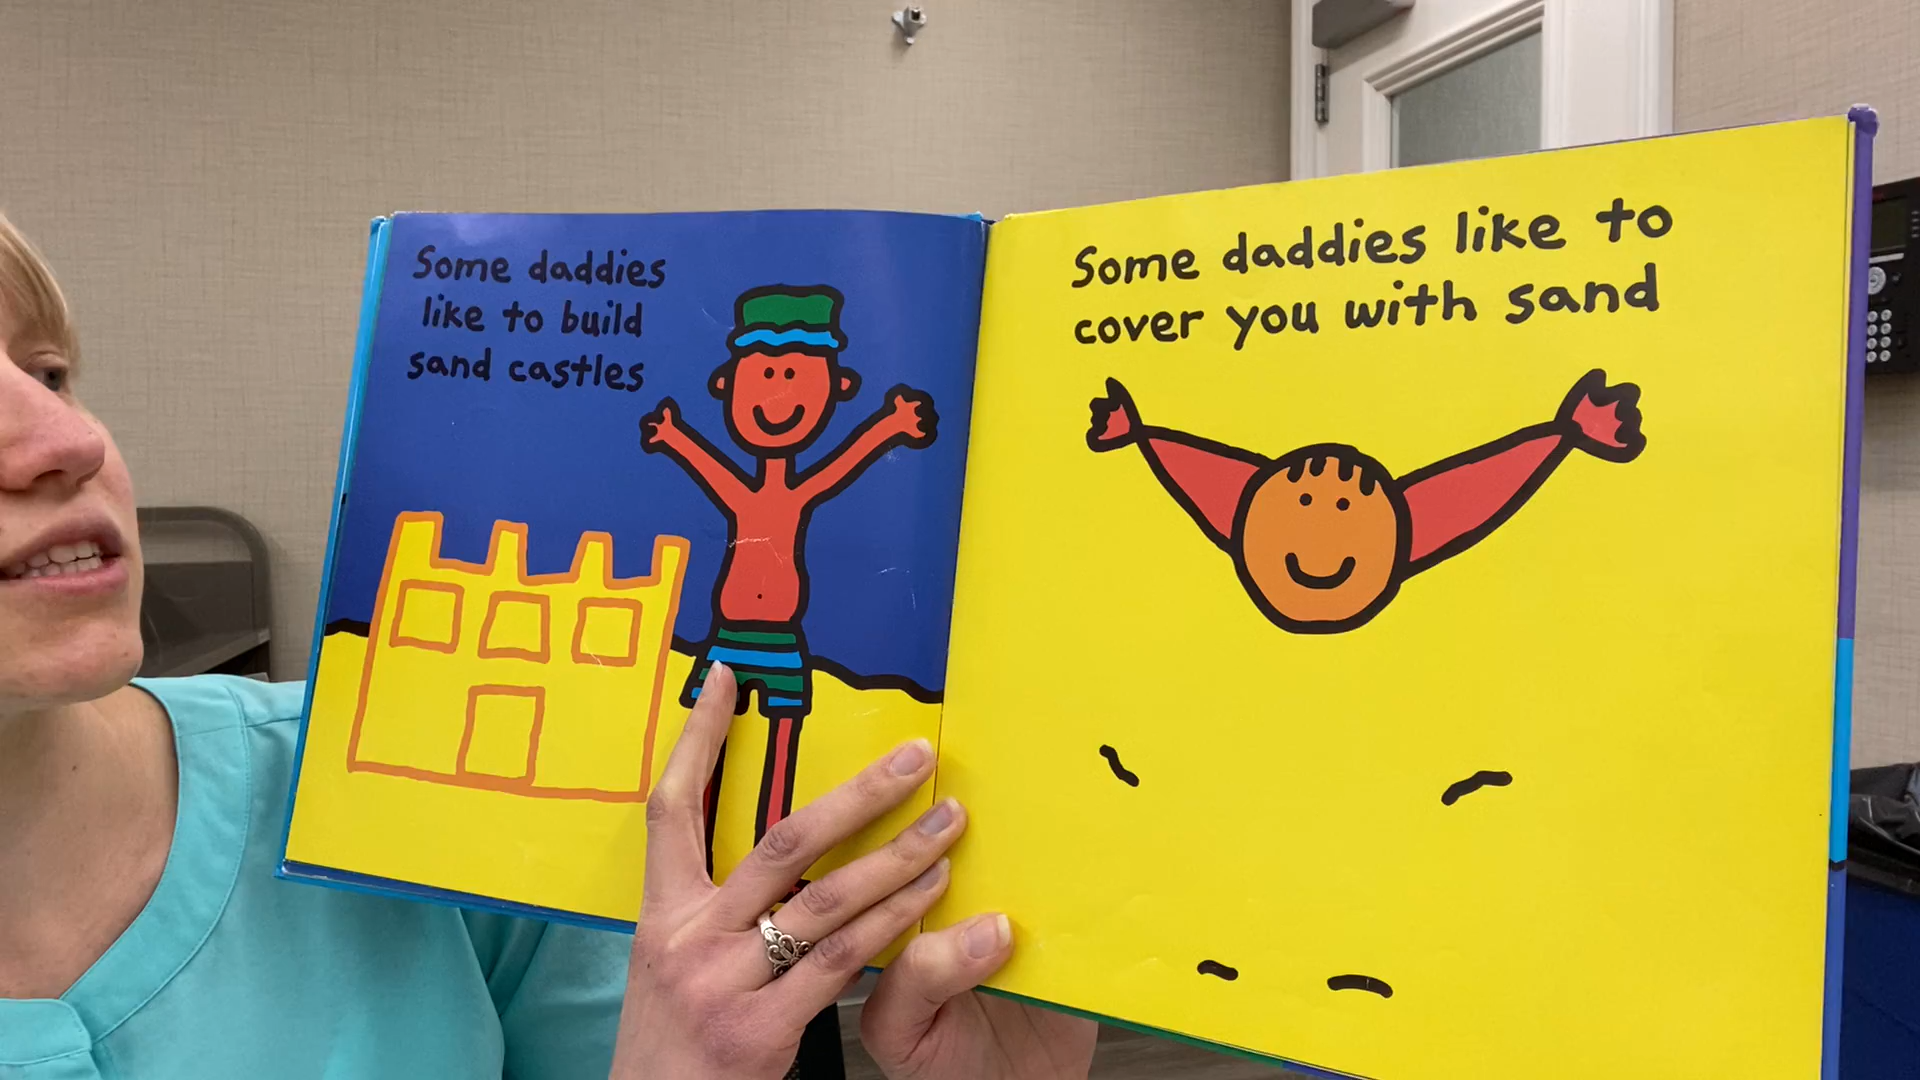 Some daddies
like to build
sand castles
Some daddies like to
cover you with sand